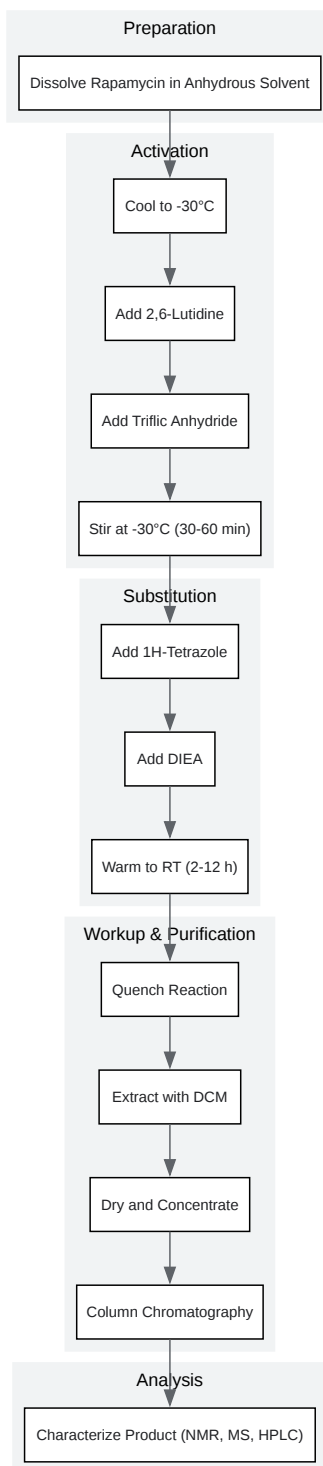 Preparation
Dissolve Rapamycin in Anhydrous Solvent
Activation
Cool to -30°C
Add 2,6-Lutidine
Add Triflic Anhydride
Stir at -30°C (30-60 min)
Substitution
Add 1H-Tetrazole
Add DIEA
Warm to RT (2-12 h)
Workup & Purification
Quench Reaction
Extract with DCM
Dry and Concentrate
Column Chromatography
Analysis
Characterize Product (NMR, MS, HPLC)